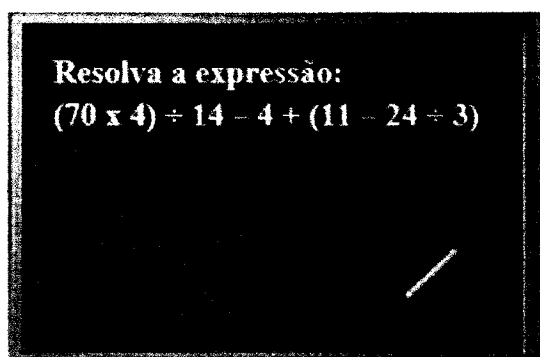 Resolva a expressão:
(70 x 4) ÷ 14 – 4 + (11 – 24 ÷ 3)